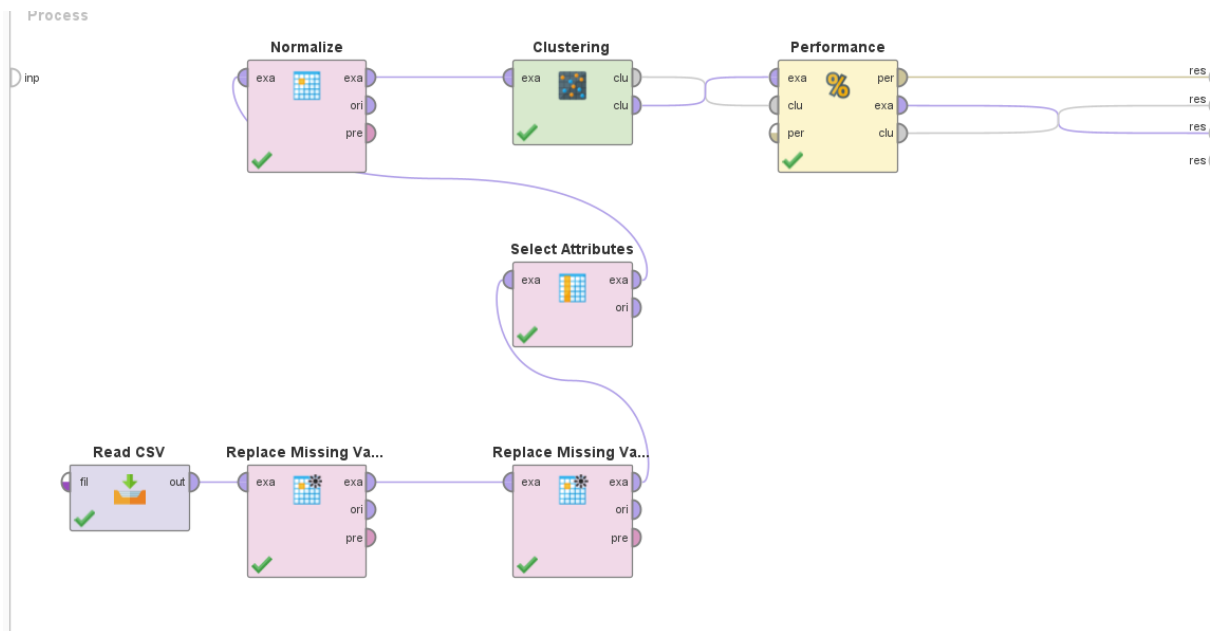 Process
inp
Normalize
exa
exa
ori
pre
Clustering
exa
clu
clu
Performance
exa
clu
per
per
exa
clu
res
res
res
res
Select Attributes
exa
exa
ori
Read CSV
fil
out
Replace Missing Va...
exa
exa
ori
pre
Replace Missing Va...
exa
exa
ori
pre